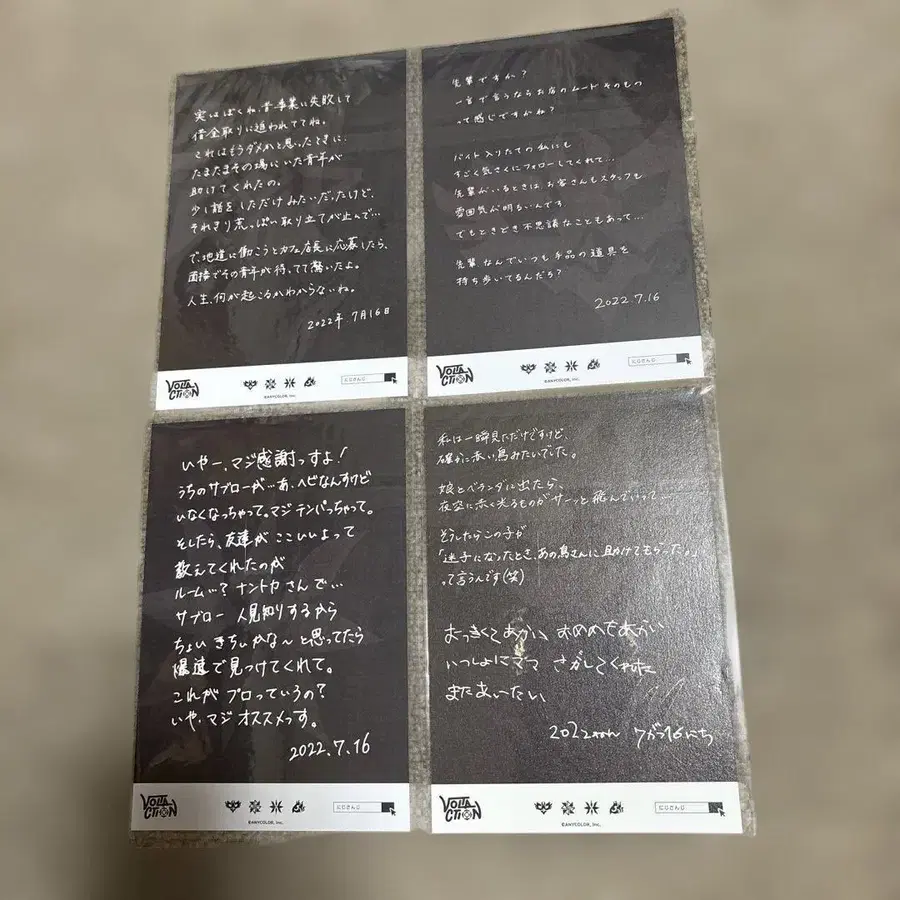 実はぼくね、昔事業に失敗して
借金取りに追われててね。
これはもうダメかと思ったときに、
たまたまその場にいた青年が
助けてくれたの。
少し話をしただけみたいだったけど、
それきり荒っぽい取り立てが止んで…
で、地道に働こうとカフェ店長に応募したら、
面接でその青年が待ってて驚いたよ。
人生、何が起こるかわからないね。
2022年 7月16日
VOLTACTION
©ANYCOLOR, Inc.
にじさんじ
先輩ですか？
一言で言うならお店のムードそのもの
って感じですかね？
バイト入りたての私にも
すごく気さくにフォローしてくれて…
先輩がいるときは、お客さんもスタッフも
雰囲気が明るいんです
でもときどき不思議なこともあって…
先輩なんでいつも手品の道具を
持ち歩いてるんだろ？
2022.7.16
VOLTACTION
©ANYCOLOR, Inc.
にじさんじ
いやー、マジ感謝っすよ！
うちのサブローが…あ、ヘビなんすけど
いなくなっちゃって。マジテンパっちゃって。
そしたら、友達がここいいよって
教えてくれたのが
ルーム…？ナントカさんで…
サブロー人見知りするから
ちょいきちぃかな〜と思ってたら
爆速で見つけてくれて。
これがプロっていうの？
いや、マジオススメっす。
2022.7.16
VOLTACTION
©ANYCOLOR, Inc.
にじさんじ
私は一瞬見ただけですけど、
確かに赤い鳥みたいでした。
娘とベランダに出たら、
夜空に赤く光るものがサーッと飛んでいって…
そうしたらこの子が
「迷子になったとき、あの鳥さんに助けてもらった。」
って言うんです(笑)
おっきくてあかい、おめめもあかい
いっしょにママ さがしてくれた
またあいたい、
2022ねん 7がつ16にち
VOLTACTION
©ANYCOLOR, Inc.
にじさんじ